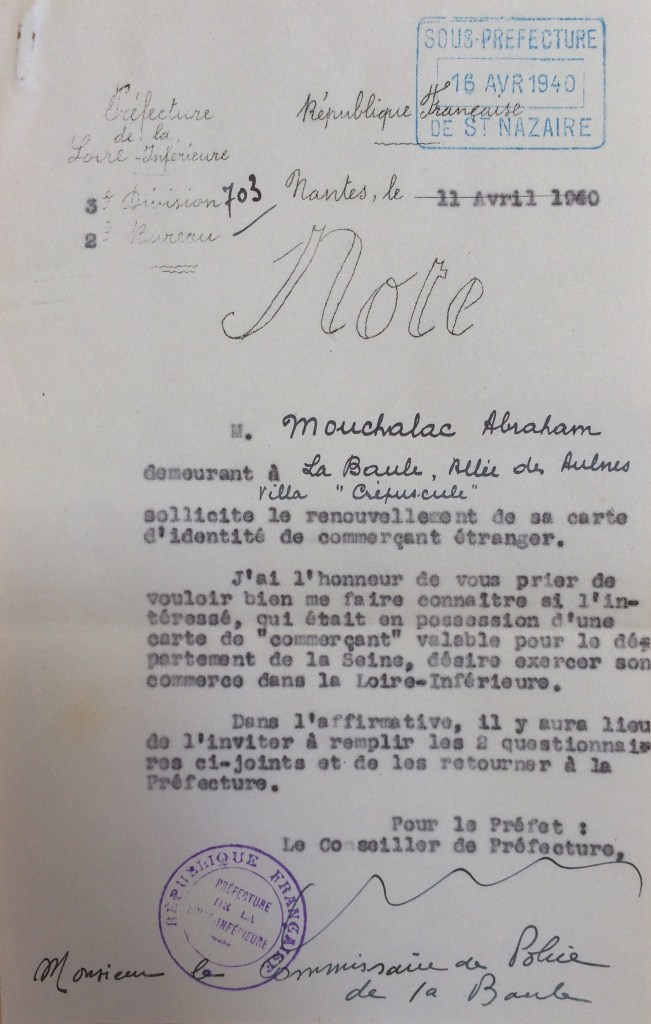 SOUS-PREFECTURE
16 AVR 1940
DE ST NAZAIRE
Préfecture
de la
Loire-Inférieure
République Française
3e Division 703
2e Bureau
Nantes, le 11 Avril 1940
Note
M. Mouchalac Abraham
demeurant à La Baule, Allée des Aulnes
Villa "Crépuscule"
sollicite le renouvellement de sa carte
d'identité de commerçant étranger.
J'ai l'honneur de vous prier de
vouloir bien me faire connaître si l'in-
téressé, qui était en possession d'une
carte de "commerçant" valable pour le dé-
partement de la Seine, désire exercer son
commerce dans la Loire-Inférieure.
Dans l'affirmative, il y aura lieu
de l'inviter à remplir les 2 questionnai-
res ci-joints et de les retourner à la
Préfecture.
Pour le Préfet :
Le Conseiller de Préfecture,
RÉPUBLIQUE FRANÇAISE
PRÉFECTURE
DE LA
LOIRE-INFÉRIEURE
Monsieur le Commissaire de Police
de la Baule